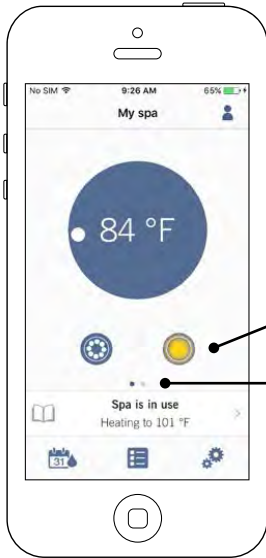 No SIM 9:26 AM 65%
My spa
84 °F
Spa is in use
Heating to 101 °F
31